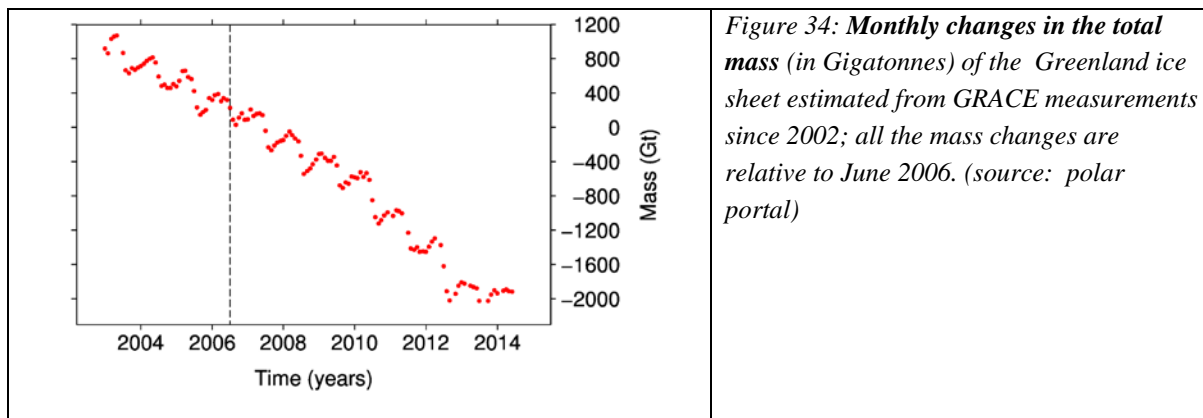 1200
800
400
0
−400
−800
−1200
−1600
−2000
Mass (Gt)
2004 2006 2008 2010 2012 2014
Time (years)
Figure 34: Monthly changes in the total
mass (in Gigatonnes) of the Greenland ice
sheet estimated from GRACE measurements
since 2002; all the mass changes are
relative to June 2006. (source: polar
portal)